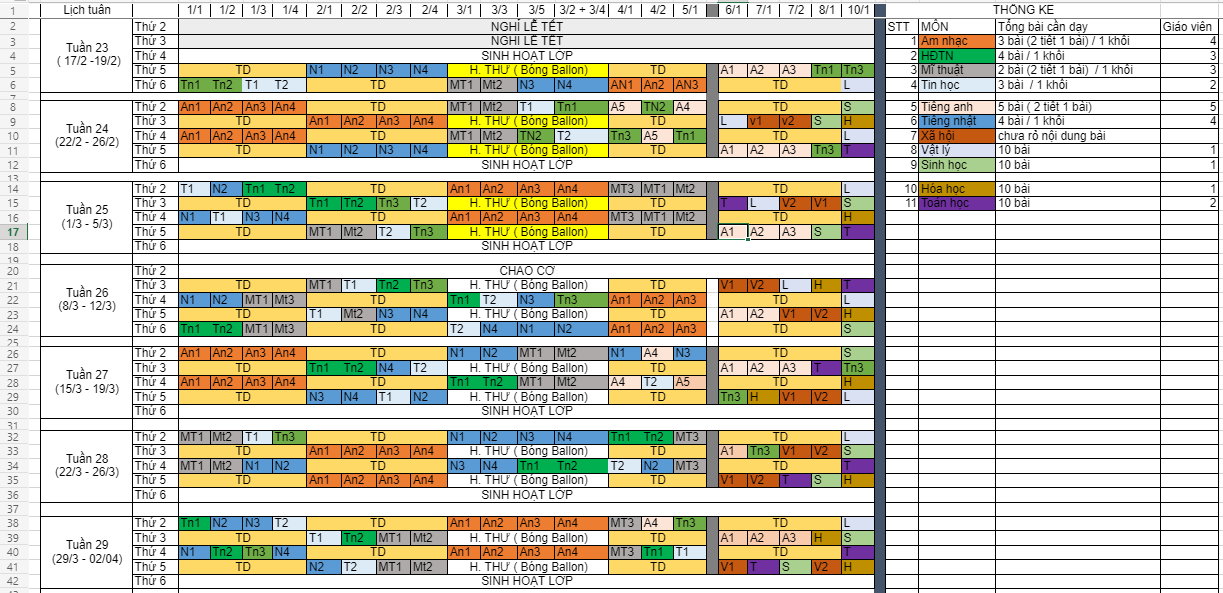 1 Lịch tuần 1/1 1/2 1/3 1/4 2/1 2/2 2/3 2/4 3/1 3/3 3/5 3/2 + 3/4 4/1 4/2 5/1 6/1 7/1 7/2 8/1 10/1 THỐNG KE
2 Thứ 2 NGHỈ LỄ TẾT STT MÔN Tổng bài cần dạy Giáo viên
3 Tuần 23 Thứ 3 NGHỈ LỄ TẾT 1 Âm nhạc 3 bài (2 tiết 1 bài) / 1 khối 4
4 ( 17/2 -19/2) Thứ 4 SINH HOẠT LỚP 2 HĐTN 4 bài / 1 khối 3
5 Thứ 5 TD N1 N2 N3 N4 H. THƯ ( Bóng Ballon) TD A1 A2 A3 Tn1 Tn3 3 Mĩ thuật 2 bài (2 tiết 1 bài) / 1 khối 3
6 Thứ 6 Tn1 Tn2 T1 T2 TD MT1 Mt2 N3 N4 AN1 An2 AN3 TD L 4 Tin học 3 bài / 1 khối 2
7
8 Thứ 2 An1 An2 An3 An4 TD MT1 Mt2 T1 Tn1 A5 TN2 A4 TD S 5 Tiếng anh 5 bài ( 2 tiết 1 bài) 5
9 Tuần 24 Thứ 3 TD An1 An2 An3 An4 H. THƯ ( Bóng Ballon) TD L v1 v2 S H 6 Tiếng nhật 4 bài / 1 khối 4
10 (22/2 - 26/2) Thứ 4 An1 An2 An3 An4 TD MT1 Mt2 TN2 T2 Tn3 A5 Tn1 TD L 7 Xã hội chưa rõ nội dung bài
11 Thứ 5 TD N1 N2 N3 N4 H. THƯ ( Bóng Ballon) TD A1 A2 A3 Tn3 T 8 Vật lý 10 bài 1
12 Thứ 6 SINH HOẠT LỚP 9 Sinh học 10 bài 1
13
14 Thứ 2 T1 N2 Tn1 Tn2 TD An1 An2 An3 An4 MT3 MT1 Mt2 TD L 10 Hóa học 10 bài 1
15 Tuần 25 Thứ 3 TD Tn1 Tn2 Tn3 T2 H. THƯ ( Bóng Ballon) TD T L V2 V1 S 11 Toán học 10 bài 2
16 (1/3 - 5/3) Thứ 4 N1 T1 N3 N4 TD An1 An2 An3 An4 MT3 MT1 Mt2 TD H
17 Thứ 5 TD MT1 Mt2 T2 Tn3 H. THƯ ( Bóng Ballon) TD A1 A2 A3 S T
18 Thứ 6 SINH HOẠT LỚP
19
20 Thứ 2 CHÀO CỜ
21 Tuần 26 Thứ 3 TD MT1 T1 Tn2 Tn3 H. THƯ ( Bóng Ballon) TD V1 V2 L H T
22 (8/3 - 12/3) Thứ 4 N1 N2 MT1 Mt3 TD Tn1 T2 N3 Tn3 An1 An2 An3 TD L
23 Thứ 5 TD T1 Mt2 N3 N4 H. THƯ ( Bóng Ballon) TD A1 A2 V1 V2 H
24 Thứ 6 Tn1 Tn2 MT1 Mt3 TD T2 N4 N1 N2 An1 An2 An3 TD S
25
26 Thứ 2 An1 An2 An3 An4 TD N1 N2 MT1 Mt2 N1 A4 N3 TD S
27 Tuần 27 Thứ 3 TD Tn1 Tn2 N4 T2 H. THƯ ( Bóng Ballon) TD A1 A2 A3 T Tn3
28 (15/3 - 19/3) Thứ 4 An1 An2 An3 An4 TD Tn1 Tn2 MT1 Mt2 A4 T2 A5 TD H
29 Thứ 5 TD N3 N4 T1 N2 H. THƯ ( Bóng Ballon) TD Tn3 H V1 V2 L
30 Thứ 6 SINH HOẠT LỚP
31
32 Thứ 2 MT1 Mt2 T1 Tn3 TD N1 N2 N3 N4 Tn1 Tn2 MT3 TD L
33 Tuần 28 Thứ 3 TD An1 An2 An3 An4 H. THƯ ( Bóng Ballon) TD A1 Tn3 V1 V2 S
34 (22/3 - 26/3) Thứ 4 MT1 Mt2 N1 N2 TD N3 N4 Tn1 Tn2 T2 N2 MT3 TD T
35 Thứ 5 TD An1 An2 An3 An4 H. THƯ ( Bóng Ballon) TD V1 V2 T S H
36 Thứ 6 SINH HOẠT LỚP
37
38 Thứ 2 Tn1 N2 N3 T2 TD An1 An2 An3 An4 MT3 A4 Tn3 TD L
39 Tuần 29 Thứ 3 TD T1 Tn2 MT1 Mt2 H. THƯ ( Bóng Ballon) TD A1 A2 A3 H S
40 (29/3 - 02/04) Thứ 4 N1 Tn2 Tn3 N4 TD An1 An2 An3 An4 MT3 Tn1 T1 TD T
41 Thứ 5 TD N2 T2 MT1 Mt2 H. THƯ ( Bóng Ballon) TD V1 T S V2 H
42 Thứ 6 SINH HOẠT LỚP